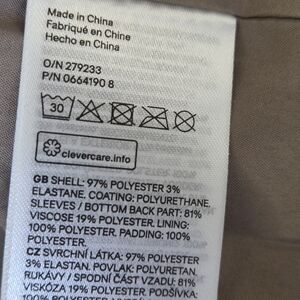 Made in China
Fabriqué en Chine
Hecho en China
O/N 279233
P/N 0664190 8
30
clevercare.info
GB SHELL: 97% POLYESTER 3%
ELASTANE, COATING: POLYURETHANE.
SLEEVES / BOTTOM BACK PART: 81%
VISCOSE 19% POLYESTER. LINING:
100% POLYESTER. PADDING: 100%
POLYESTER.
CZ SVRCHNÍ LÁTKA: 97% POLYESTER
3% ELASTAN. POVLAK: POLYURETAN.
RUKÁVY / SPODNÍ ČÁST VZADU: 81%
VISKÓZA 19% POLYESTER. PODŠÍVKA:
100% POLYESTER.